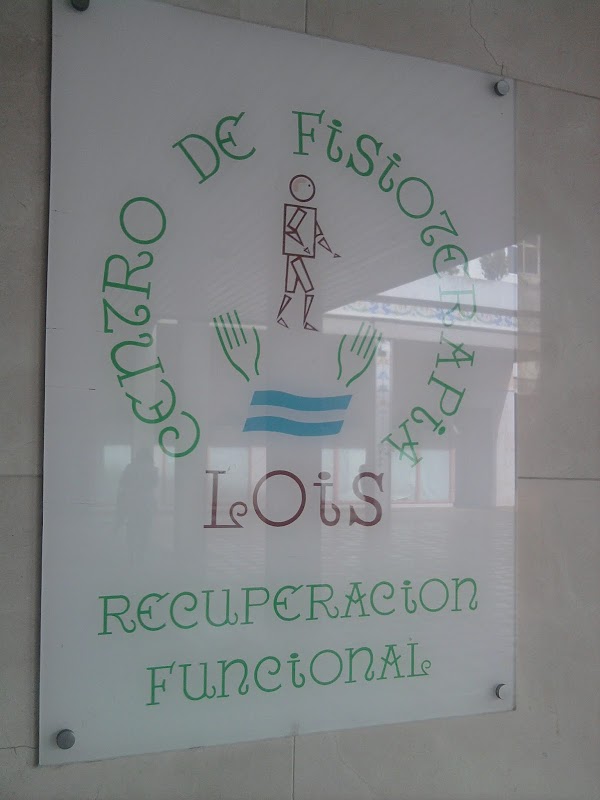 CENTRO DE FiSiOTERAPiA
LOiS
RECUPERACiON
FUNCiONAL